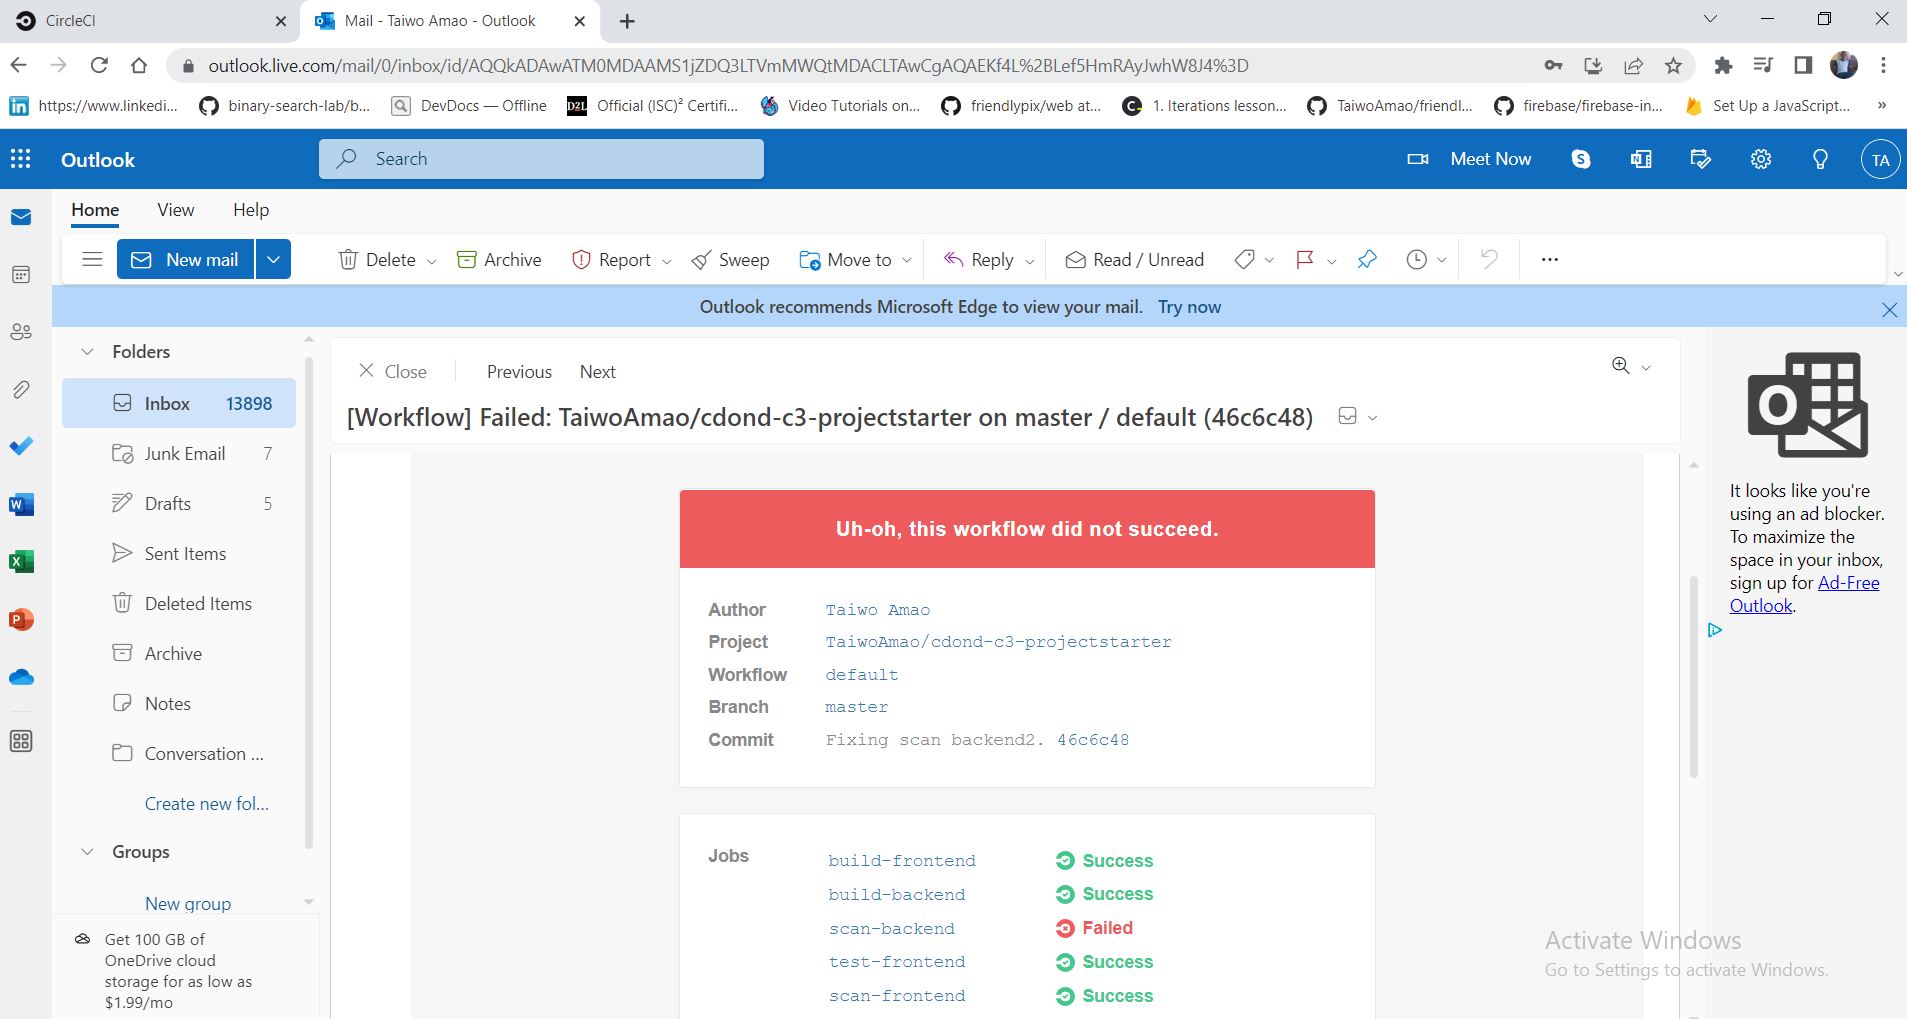 CircleCI
Mail - Taiwo Amao - Outlook
outlook.live.com/mail/0/inbox/id/AQQkADAwATM0MDAAMS1jZDQ3LTVmMWQtMDACLTAwCgAQAEKf4L%2BLef5HmRAyJwhW8J4%3D
https://www.linkedi...
binary-search-lab/b...
DevDocs — Offline
D2L
Official (ISC)² Certifi...
Video Tutorials on...
friendlypix/web at...
1. Iterations lesson...
TaiwoAmao/friendl...
firebase/firebase-in...
Set Up a JavaScript...
»
Outlook
Search
Meet Now
TA
Home
View
Help
New mail
Delete
Archive
Report
Sweep
Move to
Reply
Read / Unread
Outlook recommends Microsoft Edge to view your mail. Try now
Folders
Inbox 13898
Junk Email 7
Drafts 5
Sent Items
Deleted Items
Archive
Notes
Conversation ...
Create new fol...
Groups
New group
Get 100 GB of
OneDrive cloud
storage for as low as
$1.99/mo
Close
Previous
Next
[Workflow] Failed: TaiwoAmao/cdond-c3-projectstarter on master / default (46c6c48)
Uh-oh, this workflow did not succeed.
Author Taiwo Amao
Project TaiwoAmao/cdond-c3-projectstarter
Workflow default
Branch master
Commit Fixing scan backend2. 46c6c48
Jobs build-frontend Success
build-backend Success
scan-backend Failed
test-frontend Success
scan-frontend Success
It looks like you're
using an ad blocker.
To maximize the
space in your inbox,
sign up for Ad-Free
Outlook.
Activate Windows
Go to Settings to activate Windows.